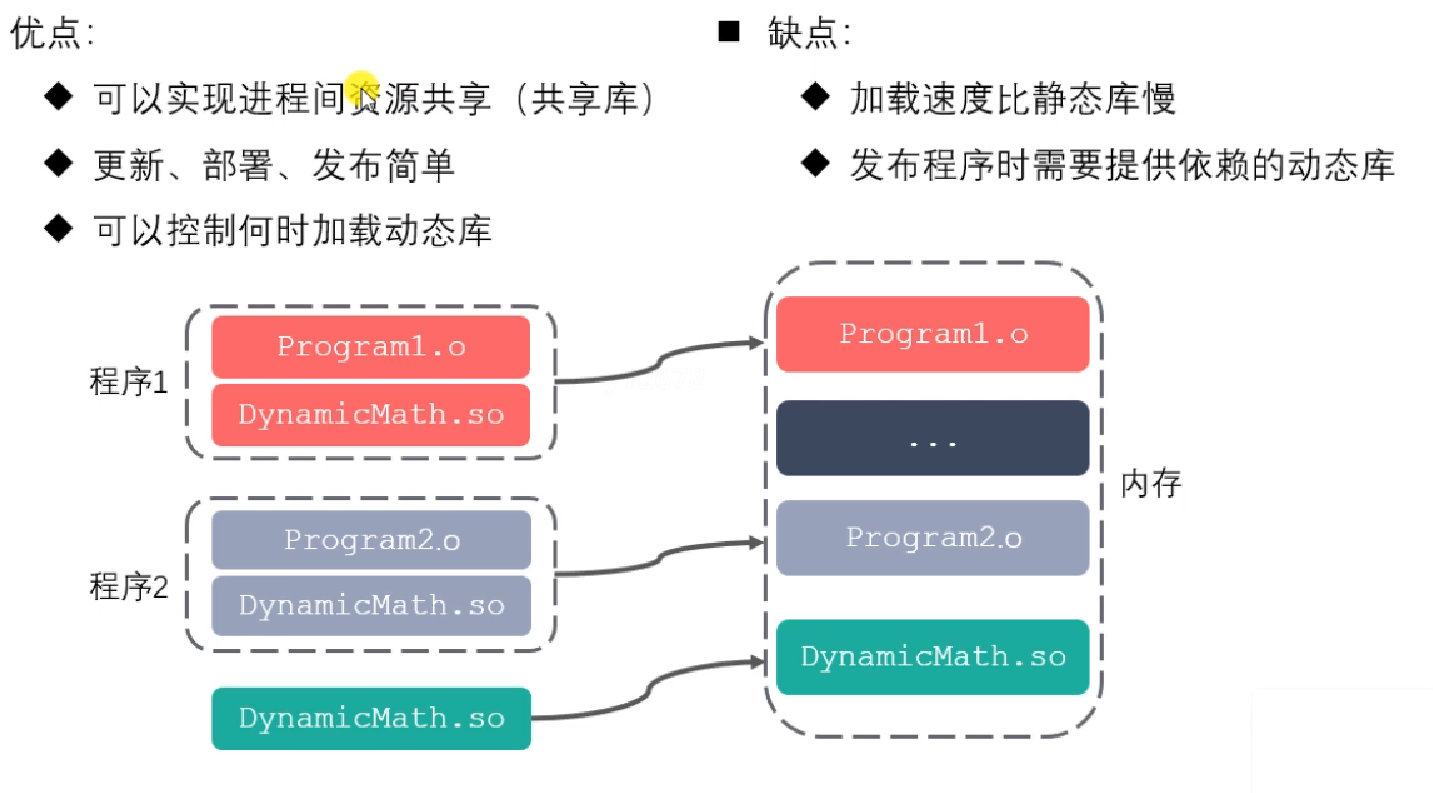 优点：
可以实现进程间资源共享（共享库）
更新、部署、发布简单
可以控制何时加载动态库
缺点：
加载速度比静态库慢
发布程序时需要提供依赖的动态库
程序1
Program1.o
DynamicMath.so
程序2
Program2.o
DynamicMath.so
DynamicMath.so
Program1.o
...
Program2.o
DynamicMath.so
内存